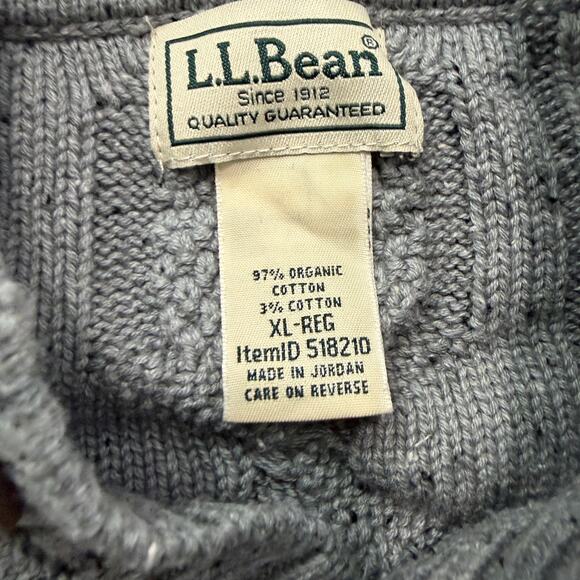 L.L.Bean®
Since 1912
QUALITY GUARANTEED
97% ORGANIC
COTTON
3% COTTON
XL-REG
ItemID 518210
MADE IN JORDAN
CARE ON REVERSE